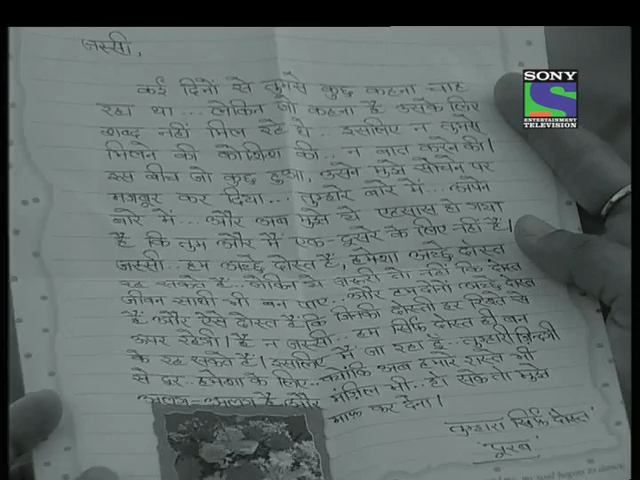 जस्सी,
कई दिनों से तुमसे कुछ कहना चाह
रहा था... लेकिन जो कहना है उसके लिए
शब्द नहीं मिल रहे थे.. इसलिए न तुमसे
मिलने की कोशिश की.. न बात करने की।
इस बीच जो कुछ हुआ, उसने मुझे सोचने पर
मजबूर कर दिया... तुम्हारे बारे में... अपने
बारे में... और अब मुझे ये एहसास हो गया
है कि तुम और मैं एक-दूसरे के लिए नहीं हैं।
जस्सी.. हम अच्छे दोस्त हैं, हमेशा अच्छे दोस्त
रह सकते हैं.. लेकिन ये ज़रूरी तो नहीं कि दोस्त
जीवन साथी भी बन पाए.. और हम दोनों अच्छे दोस्त
हैं और ऐसे दोस्त हैं कि जिनकी दोस्ती हर रिश्ते से
ऊपर रहेगी। है न जस्सी... हम सिर्फ़ दोस्त ही बन
के रह सकते हैं। इसलिए मैं जा रहा हूँ.. तुम्हारी ज़िन्दगी
से दूर.. हमेशा के लिए.. क्योंकि अब हमारे रास्ते भी
अलग-अलग हैं और मंज़िल भी.. हो सके तो मुझे
माफ़ कर देना।
तुम्हारा सिर्फ़ दोस्त'
'पूरब'
SONY
ENTERTAINMENT
TELEVISION